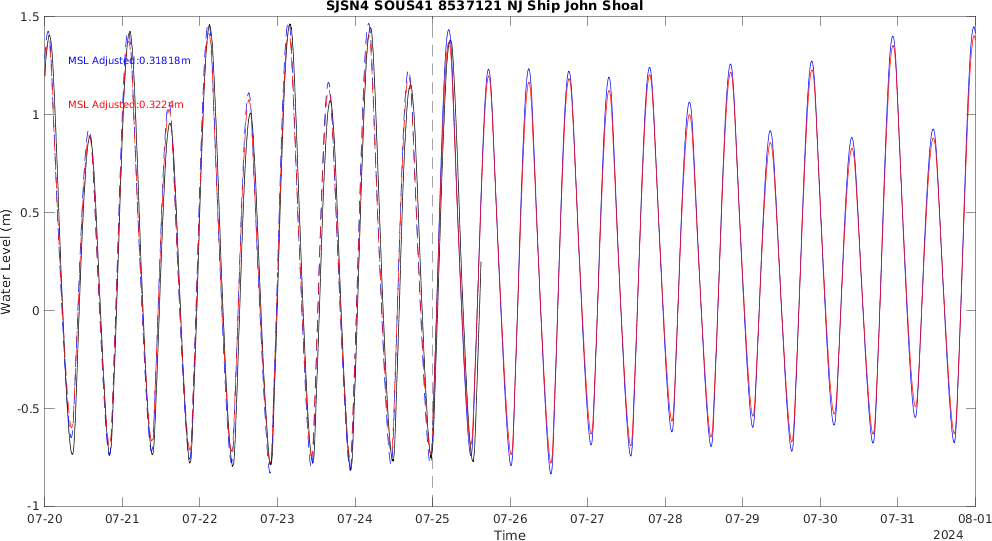 SJSN4 SOUS41 8537121 NJ Ship John Shoal
1.5
MSL Adjusted:0.31818m
MSL Adjusted:0.3224m
1
0.5
Water Level (m)
0
-0.5
-1
07-20 07-21 07-22 07-23 07-24 07-25 07-26 07-27 07-28 07-29 07-30 07-31 08-01
Time
2024